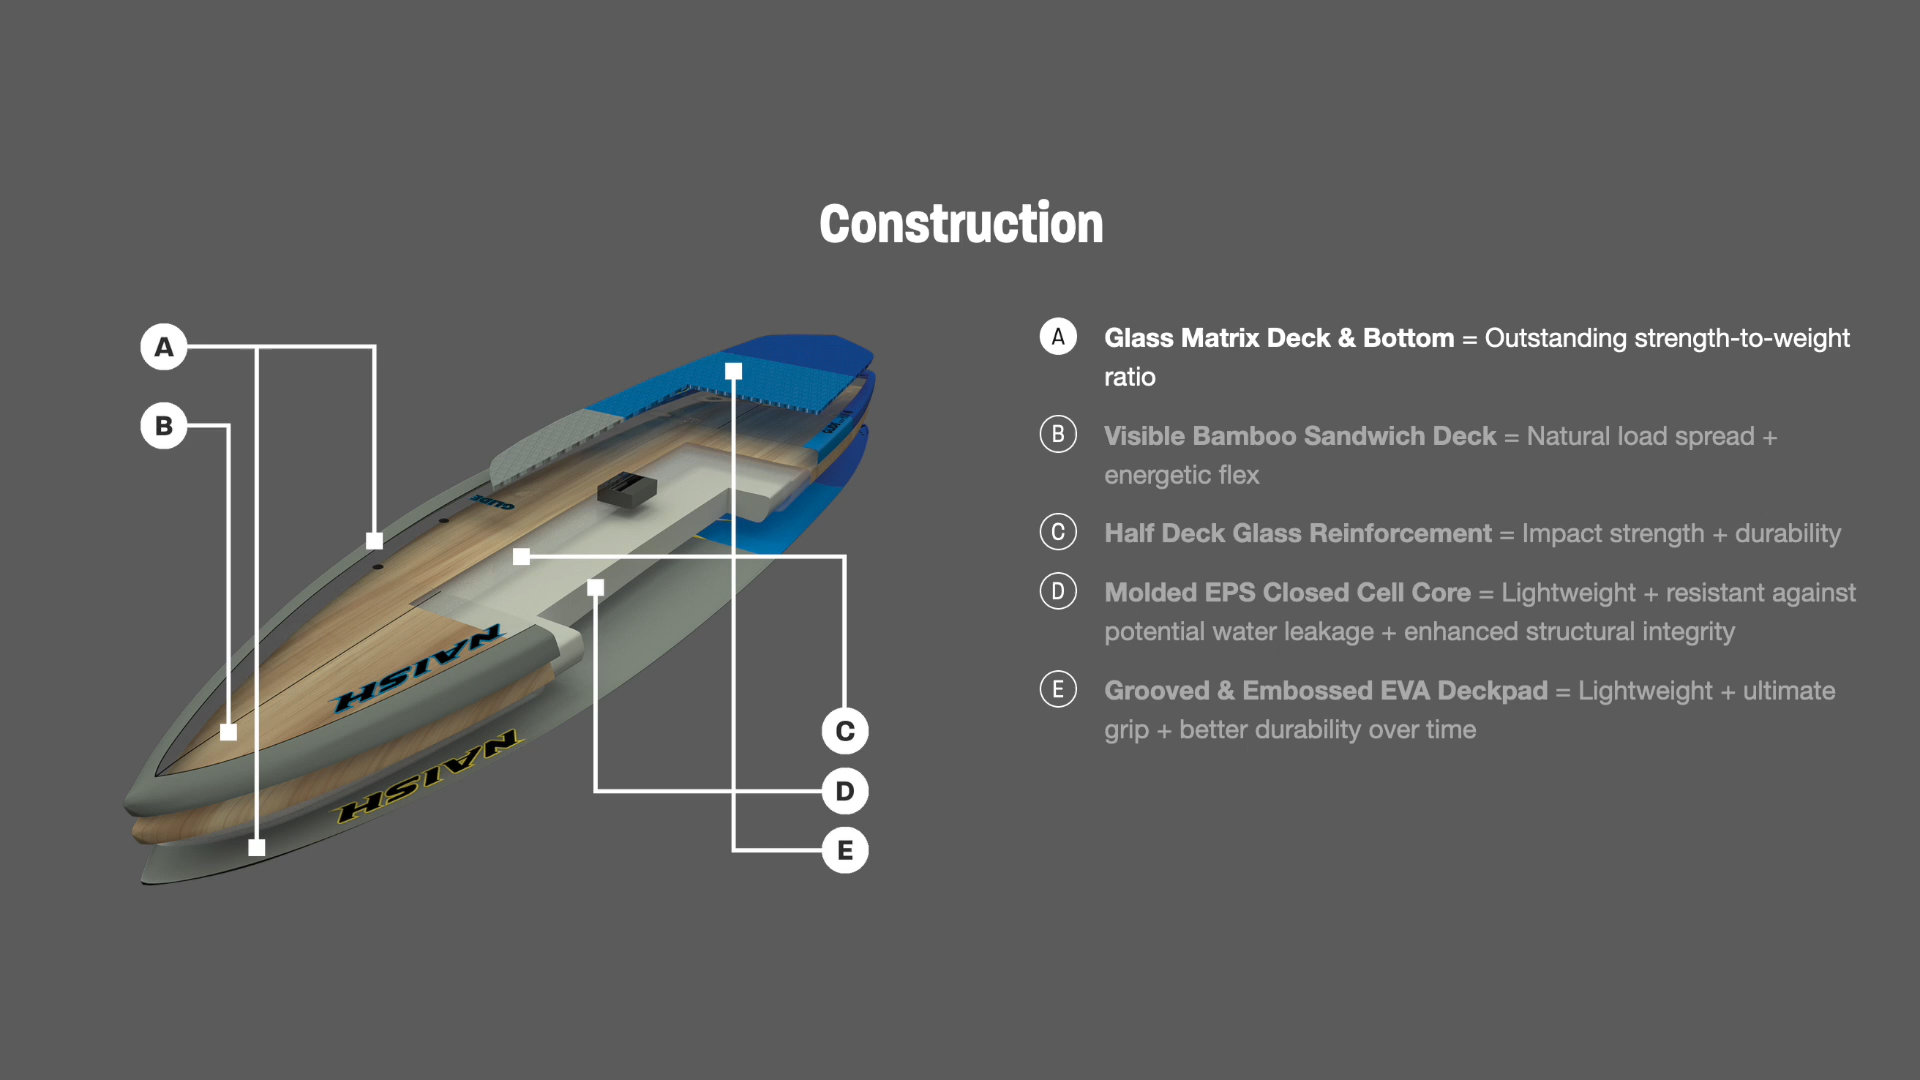 Construction
A
B
GLIDE
NAISH
NAISH
C
D
E
A Glass Matrix Deck & Bottom = Outstanding strength-to-weight
ratio
B Visible Bamboo Sandwich Deck = Natural load spread +
energetic flex
C Half Deck Glass Reinforcement = Impact strength + durability
D Molded EPS Closed Cell Core = Lightweight + resistant against
potential water leakage + enhanced structural integrity
E Grooved & Embossed EVA Deckpad = Lightweight + ultimate
grip + better durability over time